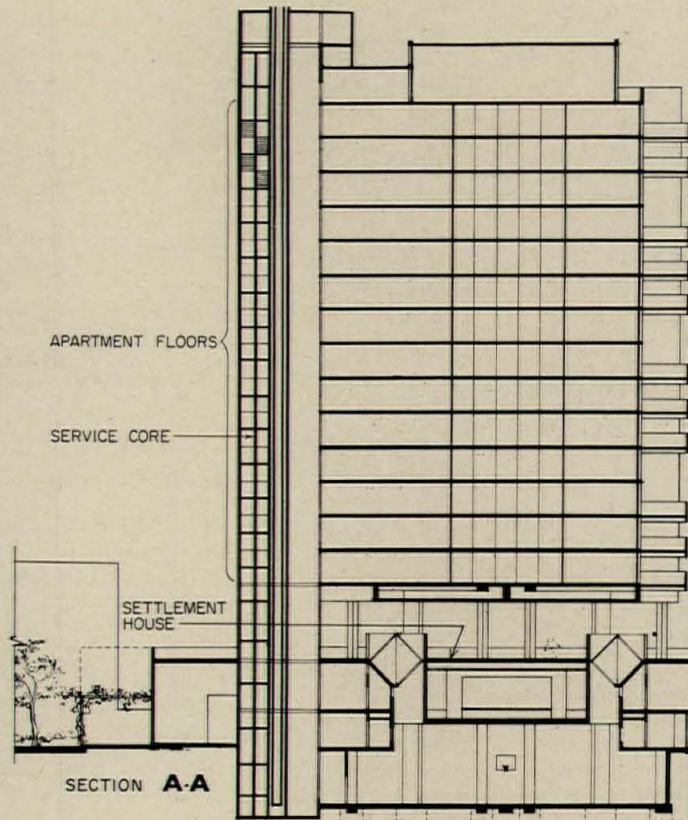 APARTMENT FLOORS
SERVICE CORE
SETTLEMENT
HOUSE
SECTION A-A